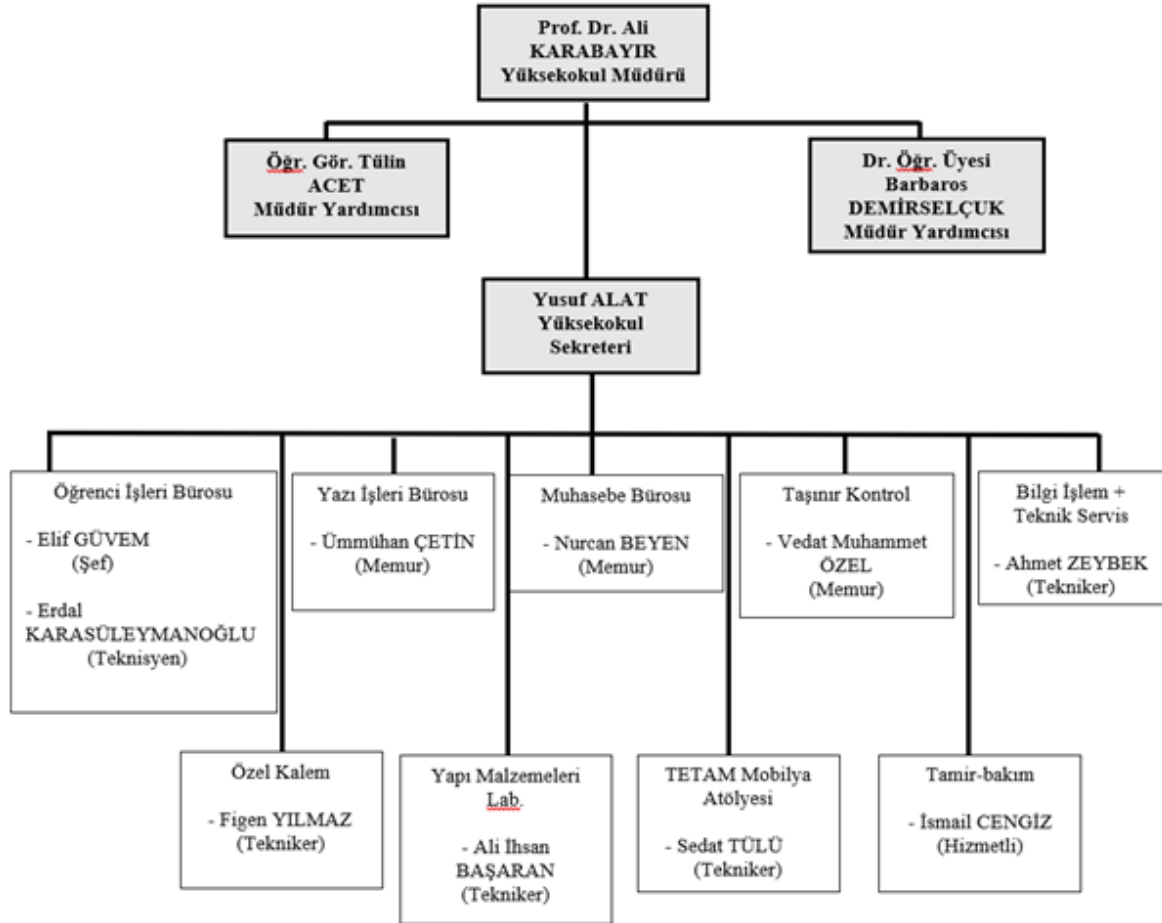 Prof. Dr. Ali
KARABAYIR
Yüksekokul Müdürü
Öğr. Gör. Tülin
ACET
Müdür Yardımcısı
Dr. Öğr. Üyesi
Barbaros
DEMİRSELÇUK
Müdür Yardımcısı
Yusuf ALAT
Yüksekokul
Sekreteri
Öğrenci İşleri Bürosu
- Elif GÜVEM
(Şef)
- Erdal
KARASÜLEYMANOĞLU
(Teknisyen)
Yazı İşleri Bürosu
- Ümmühan ÇETİN
(Memur)
Muhasebe Bürosu
- Nurcan BEYEN
(Memur)
Taşınır Kontrol
- Vedat Muhammet
ÖZEL
(Memur)
Bilgi İşlem +
Teknik Servis
- Ahmet ZEYBEK
(Tekniker)
Özel Kalem
- Figen YILMAZ
(Tekniker)
Yapı Malzemeleri
Lab.
- Ali İhsan
BAŞARAN
(Tekniker)
TETAM Mobilya
Atölyesi
- Sedat TÜLÜ
(Tekniker)
Tamir-bakım
- İsmail CENGİZ
(Hizmetli)